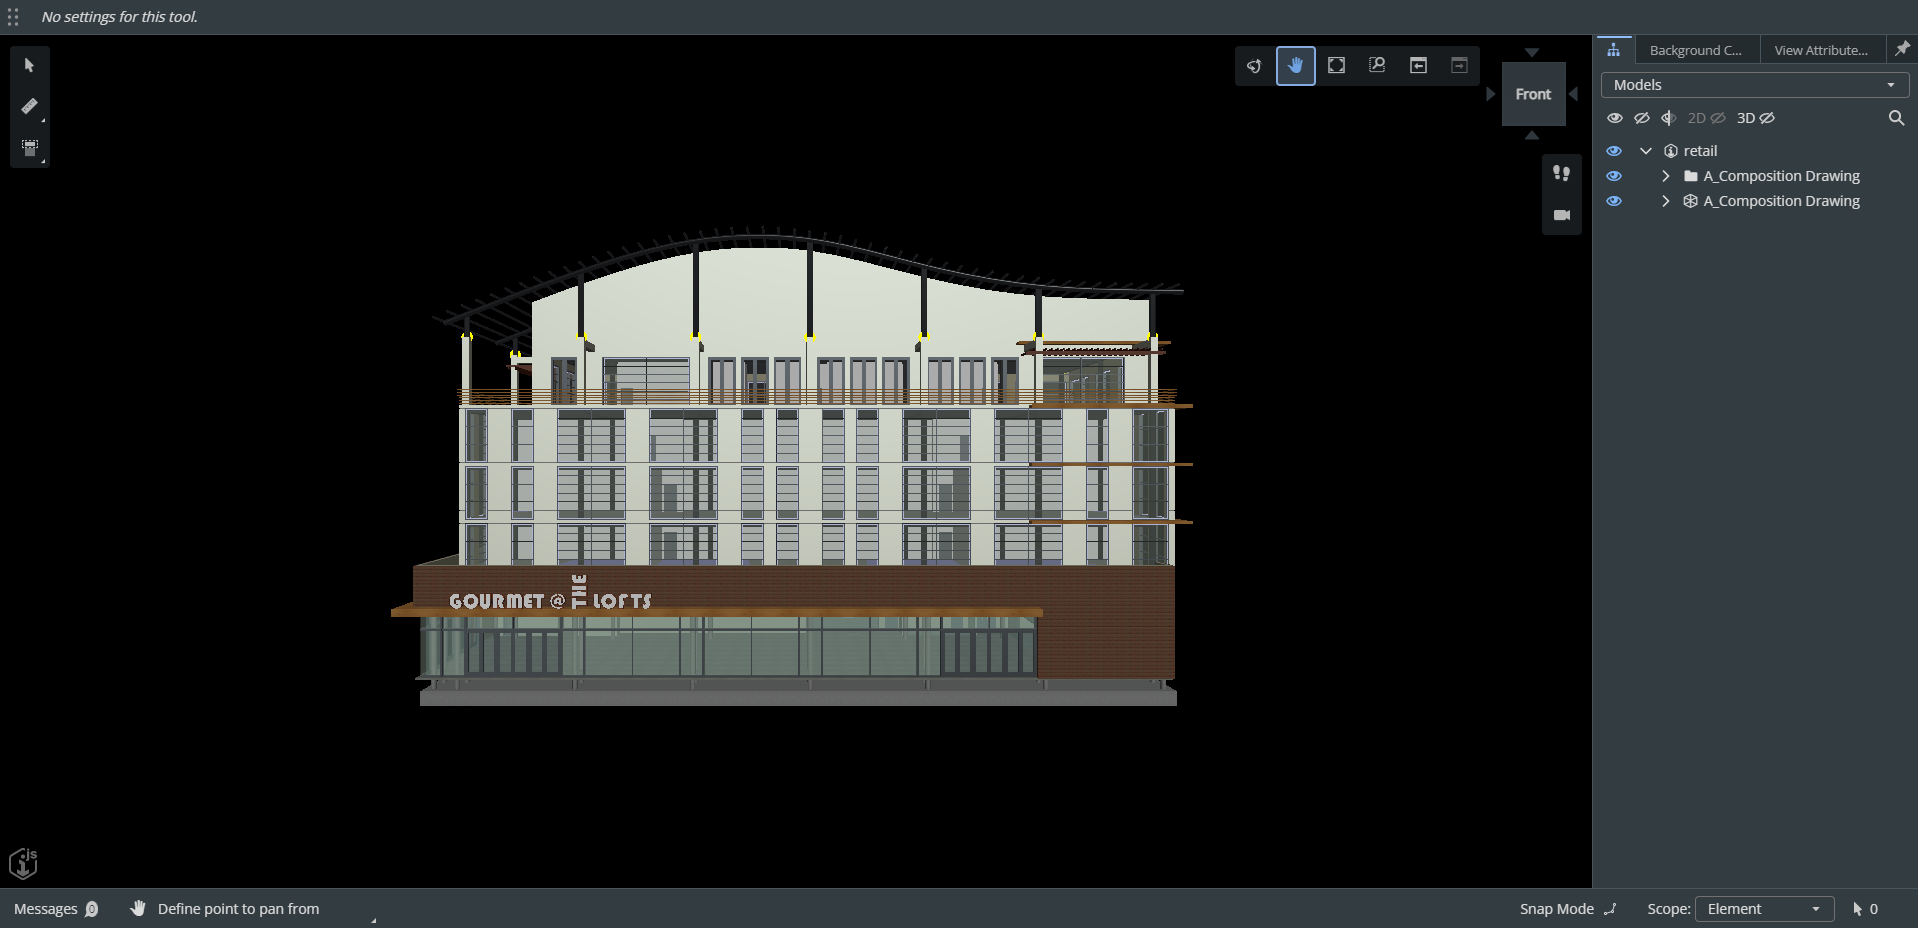 No settings for this tool.
Background C...
View Attribute...
Models
Front
2D
3D
retail
A_Composition Drawing
A_Composition Drawing
GOURMET @ THE LOFTS
js
Messages 0
Define point to pan from
Snap Mode
Scope: Element
0